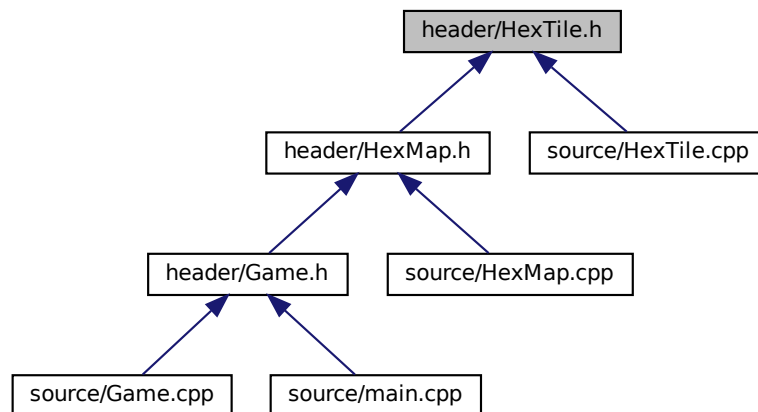 header/HexTile.h
header/HexMap.h
source/HexTile.cpp
header/Game.h
source/HexMap.cpp
source/Game.cpp
source/main.cpp